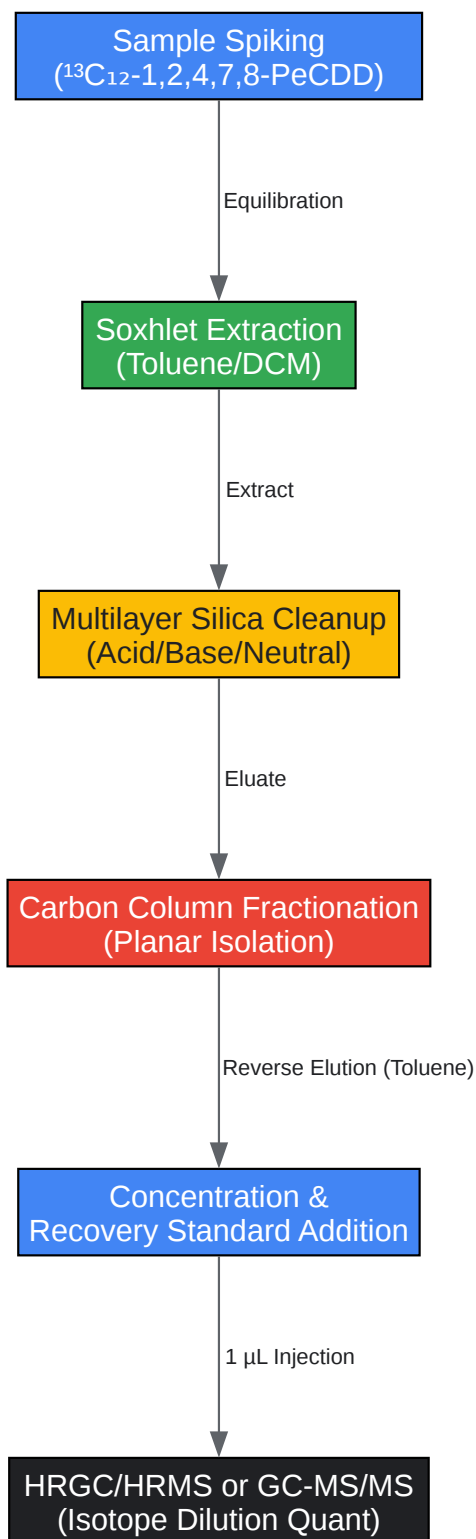 Sample Spiking
(¹³C₁₂-1,2,4,7,8-PeCDD)
Equilibration
Soxhlet Extraction
(Toluene/DCM)
Extract
Multilayer Silica Cleanup
(Acid/Base/Neutral)
Eluate
Carbon Column Fractionation
(Planar Isolation)
Reverse Elution (Toluene)
Concentration &
Recovery Standard Addition
1 µL Injection
HRGC/HRMS or GC-MS/MS
(Isotope Dilution Quant)